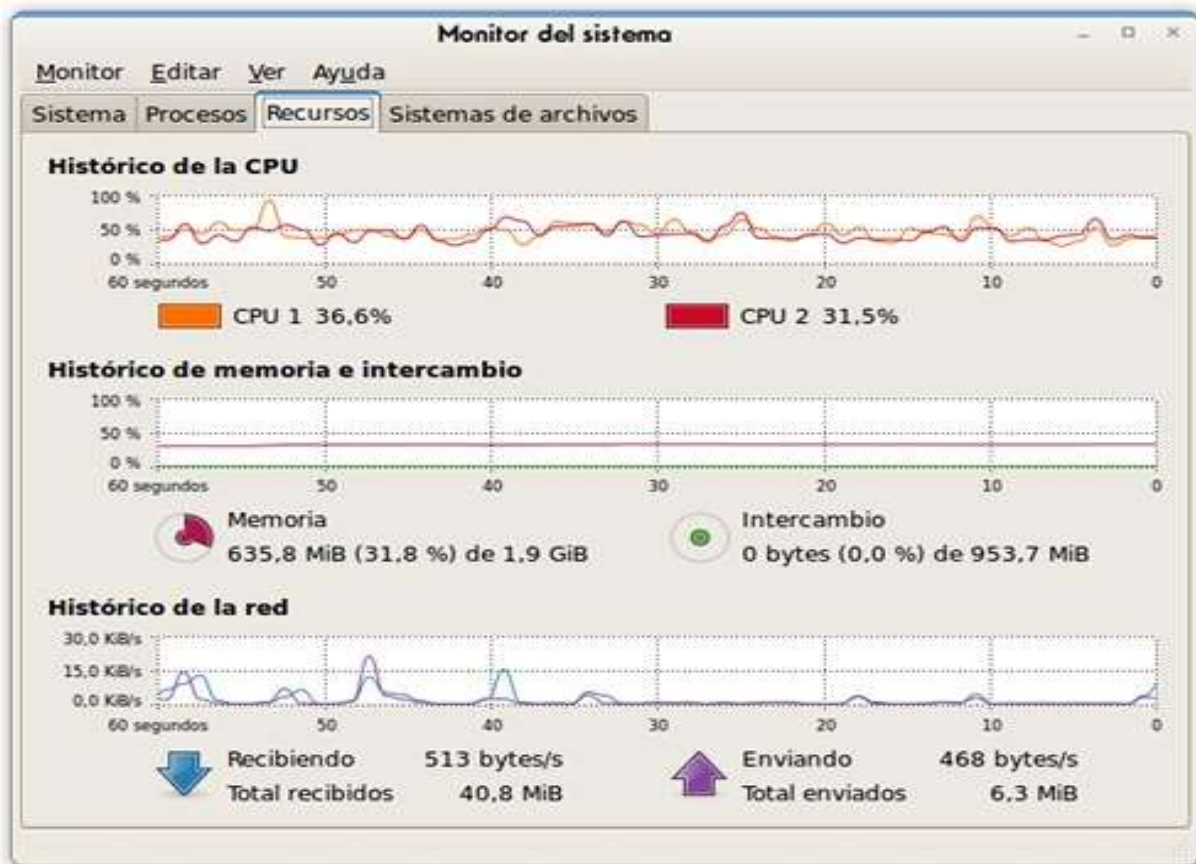 Monitor del sistema
Monitor Editar Ver Ayuda
Sistema Procesos Recursos Sistemas de archivos
Histórico de la CPU
100 %
50 %
0 %
60 segundos 50 40 30 20 10 0
CPU 1 36,6% CPU 2 31,5%
Histórico de memoria e intercambio
100 %
50 %
0 %
60 segundos 50 40 30 20 10 0
Memoria Intercambio
635,8 MiB (31,8 %) de 1,9 GiB 0 bytes (0,0 %) de 953,7 MiB
Histórico de la red
30,0 KiB/s
15,0 KiB/s
0,0 KiB/s
60 segundos 50 40 30 20 10 0
Recibiendo 513 bytes/s Enviando 468 bytes/s
Total recibidos 40,8 MiB Total enviados 6,3 MiB